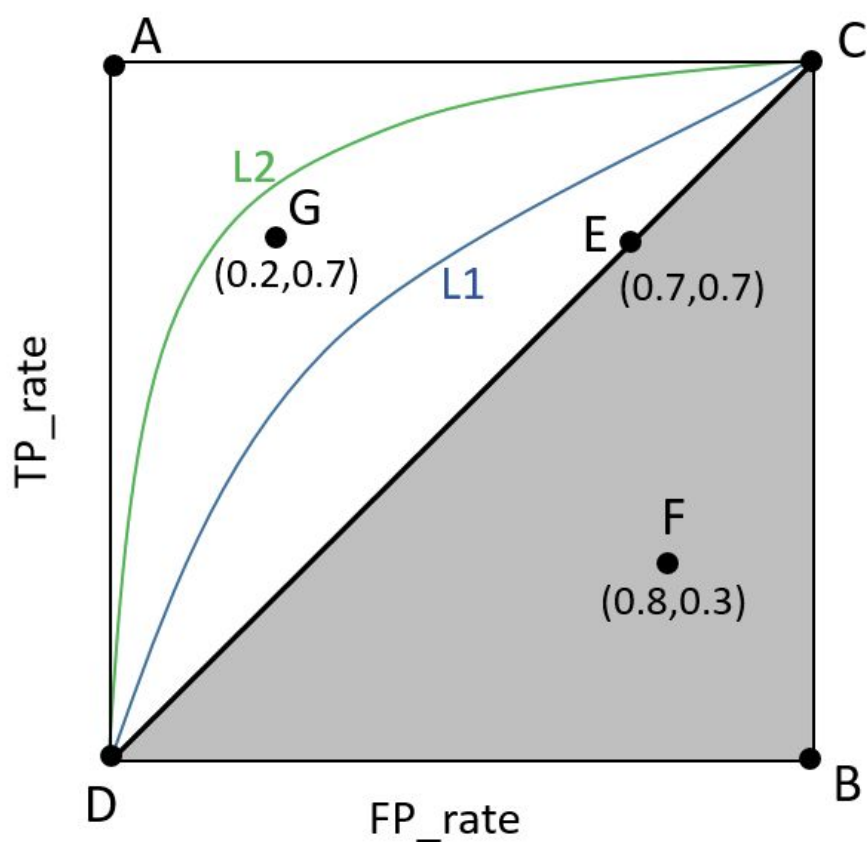 A
C
L2
G
(0.2,0.7)
E
(0.7,0.7)
L1
TP_rate
F
(0.8,0.3)
D
B
FP_rate